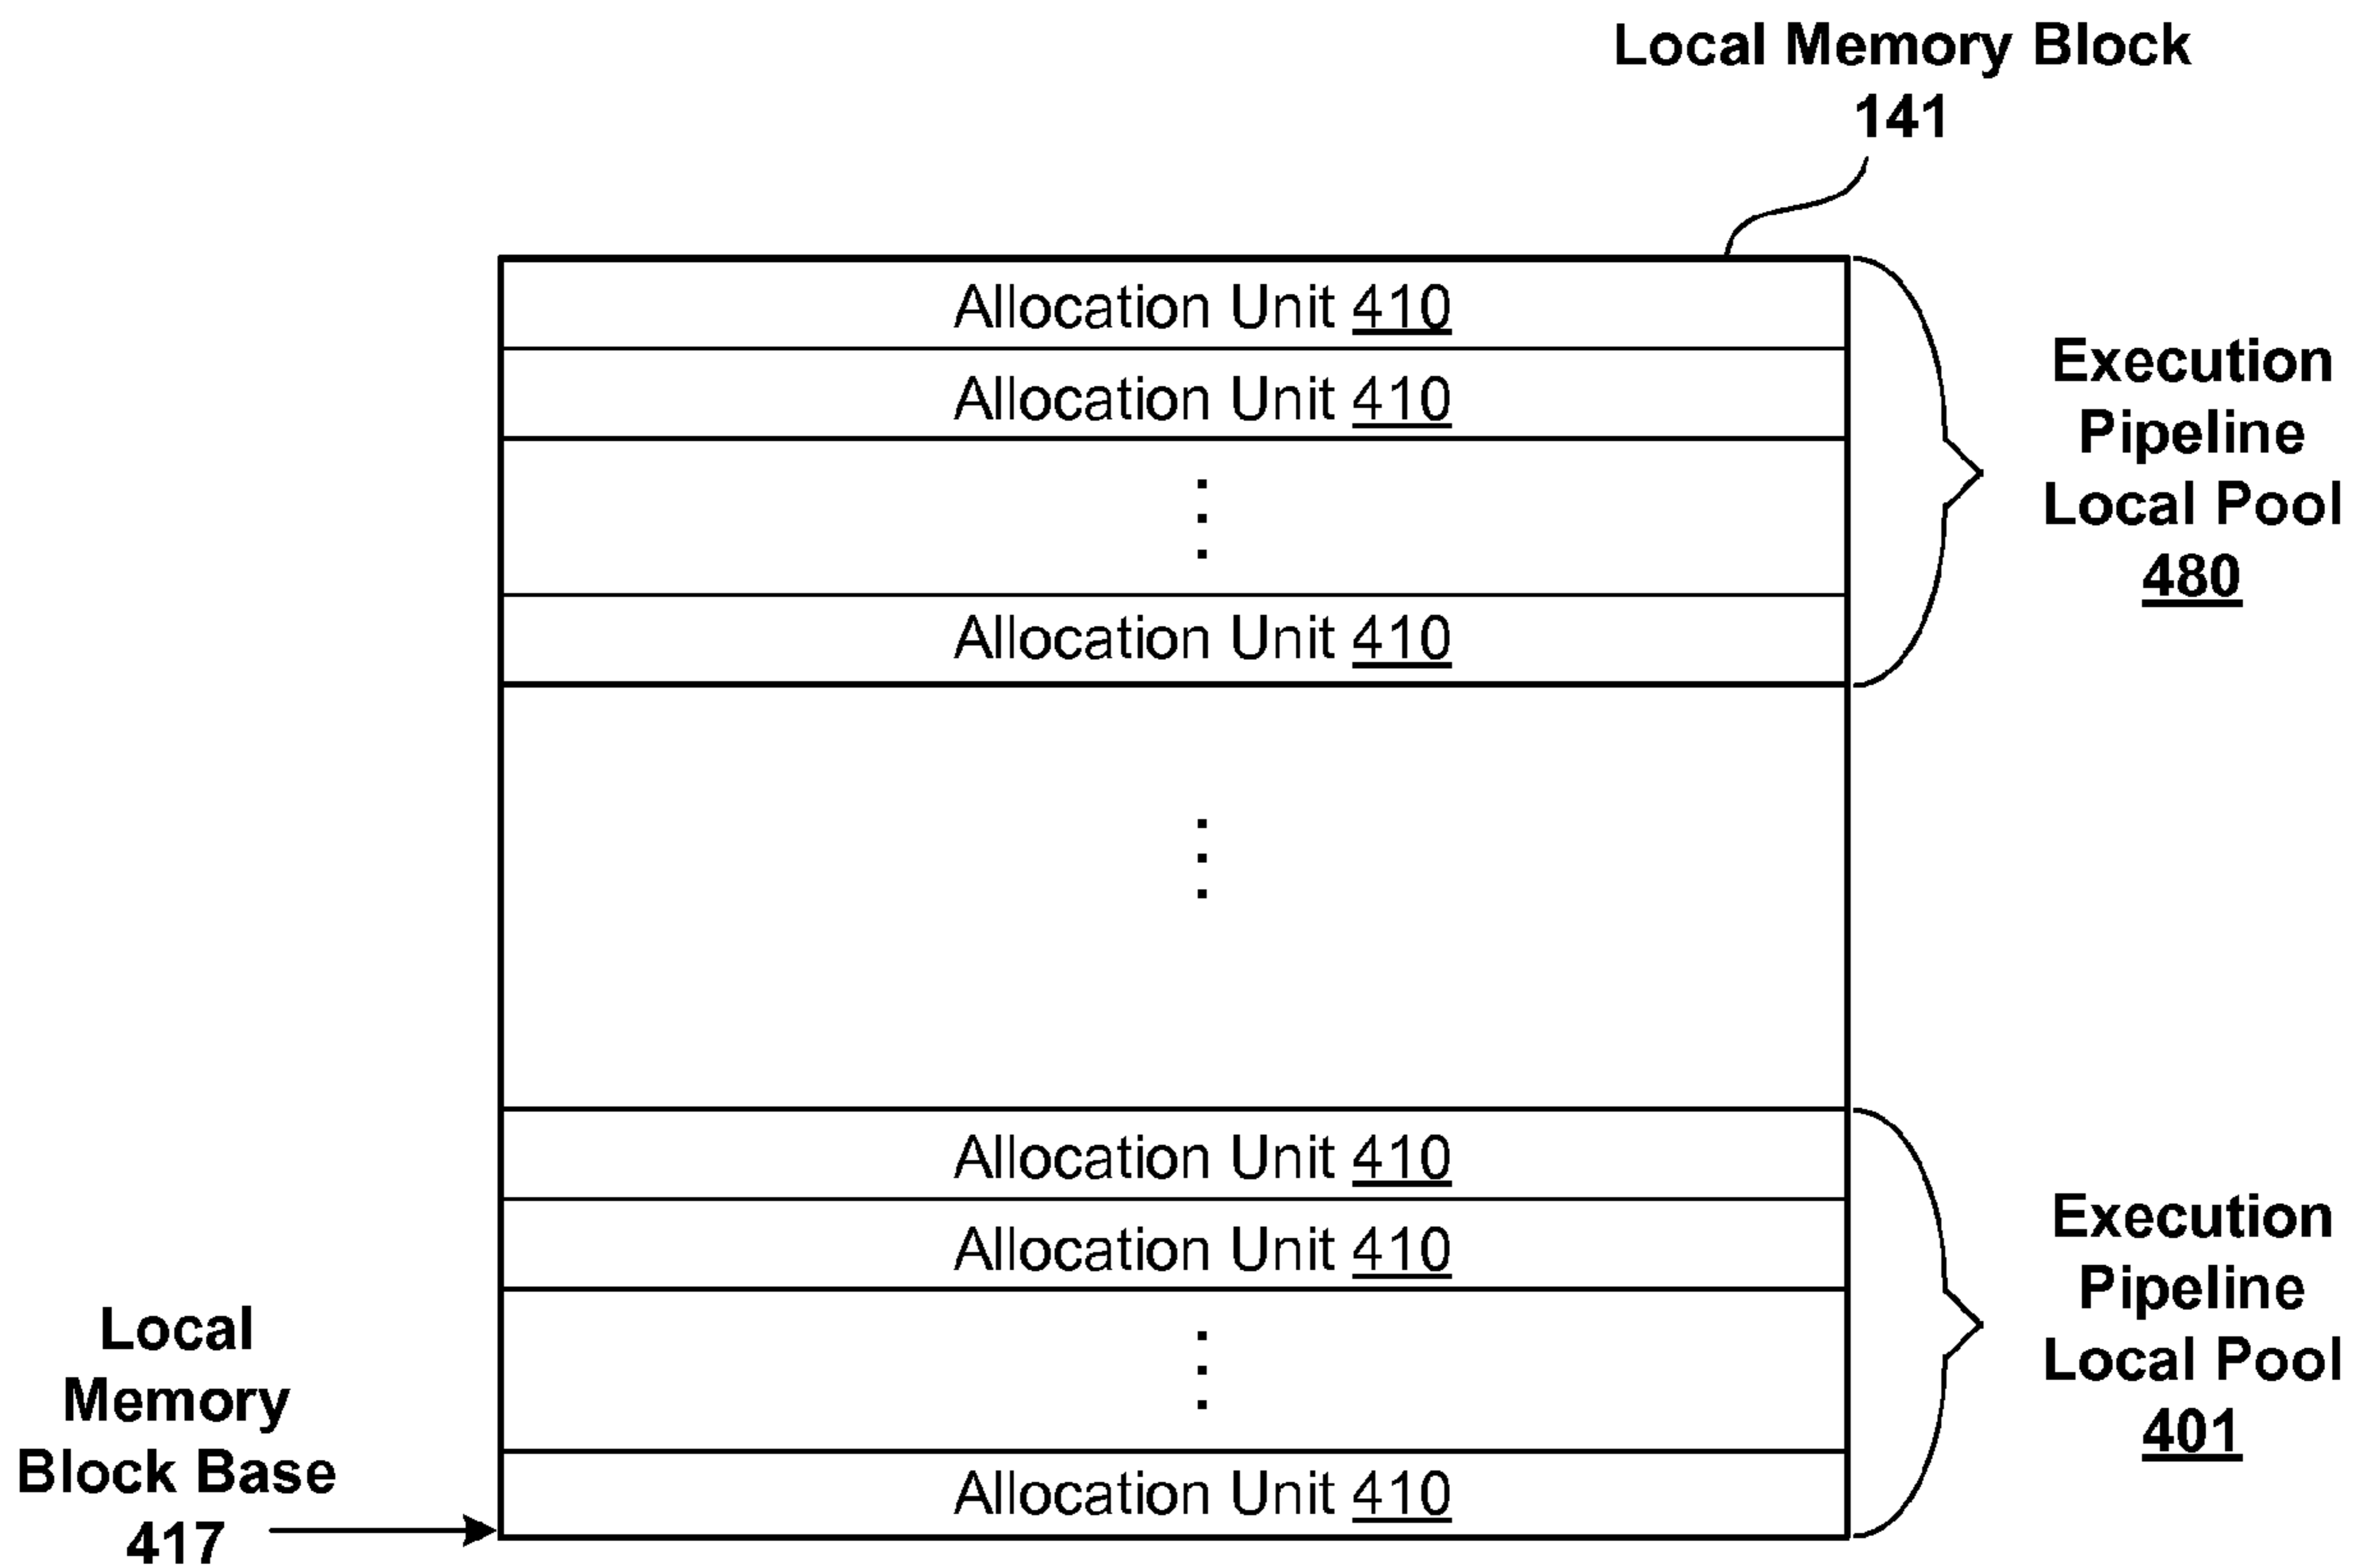 Local Memory Block
141
Allocation Unit 410
Allocation Unit 410
Allocation Unit 410
Execution
Pipeline
Local Pool
480
Allocation Unit 410
Allocation Unit 410
Allocation Unit 410
Execution
Pipeline
Local Pool
401
Local
Memory
Block Base
417